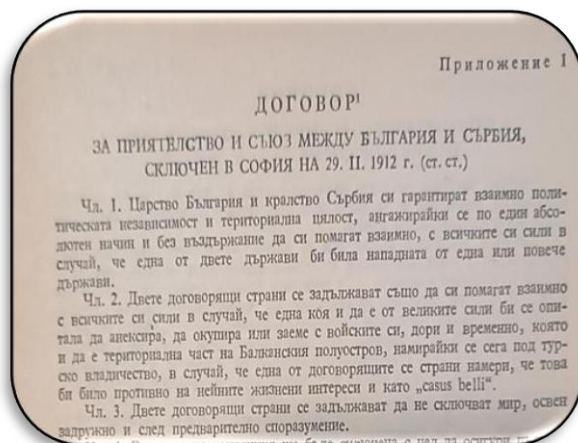 Приложение I
ДОГОВОР¹
ЗА ПРИЯТЕЛСТВО И СЪЮЗ МЕЖДУ БЪЛГАРИЯ И СЪРБИЯ,
СКЛЮЧЕН В СОФИЯ НА 29. II. 1912 г. (ст. ст.)
Чл. 1. Царство България и кралство Сърбия си гарантират взаимно поли-
тическата независимост и териториална цялост, ангажирайки се по един абсо-
лютен начин и без въздържание да си помагат взаимно, с всичките си сили в
случай, че една от двете държави би била нападната от една или повече
държави.
Чл. 2. Двете договорящи страни се задължават също да си помагат взаимно
с всичките си сили в случай, че една коя и да е от великите сили би се опи-
тала да анексира, да окупира или заеме с войските си, дори и временно, която
и да е териториална част на Балканския полуостров, намирайки се сега под тур-
ско владичество, в случай, че една от договорящите се страни намери, че това
би било противно на нейните жизнени интереси и като „casus belli“.
Чл. 3. Двете договорящи страни се задължават да не сключват мир, освен
задружно и след предварително споразумение.